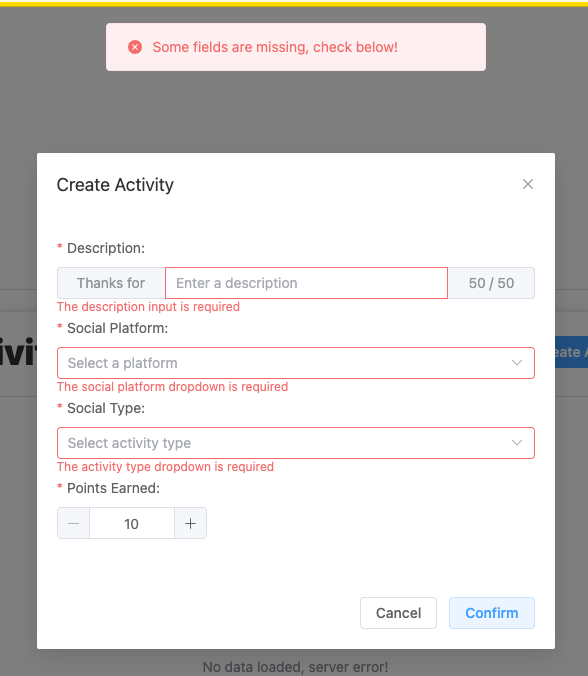 Some fields are missing, check below!
Create Activity
* Description:
Thanks for Enter a description 50 / 50
The description input is required
* Social Platform:
Select a platform
The social platform dropdown is required
* Social Type:
Select activity type
The activity type dropdown is required
* Points Earned:
10
Cancel Confirm
No data loaded, server error!